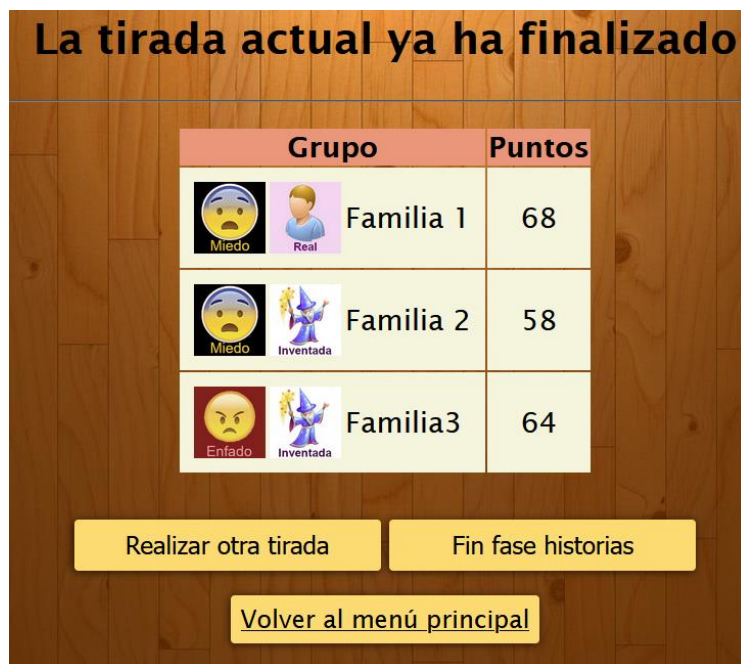 La tirada actual ya ha finalizado
Grupo Puntos
Miedo Real Familia 1 68
Miedo Inventada Familia 2 58
Enfado Inventada Familia3 64
Realizar otra tirada Fin fase historias
Volver al menú principal